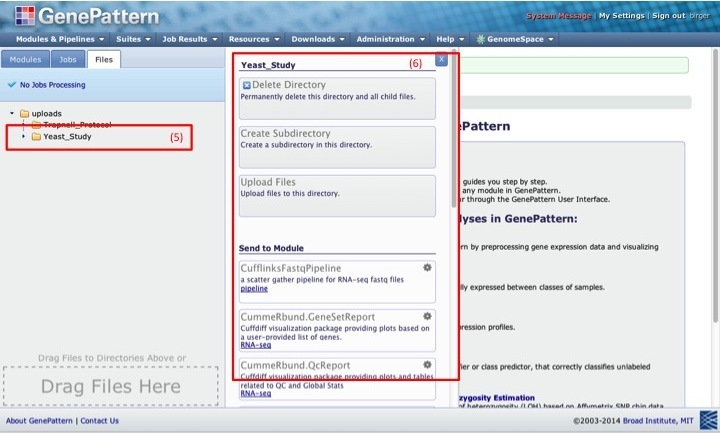 GenePattern
System Message | My Settings | Sign out birger
Modules & Pipelines Suites Job Results Resources Downloads Administration Help GenomeSpace
Modules Jobs Files
No Jobs Processing
uploads
Trapnell_Protocol
Yeast_Study
(5)
Drag Files to Directories Above or
Drag Files Here
Yeast_Study
(6)
X
Delete Directory
Permanently delete this directory and all child files.
Create Subdirectory
Create a subdirectory in this directory.
Upload Files
Upload files to this directory.
Send to Module
CufflinksFastqPipeline
a scatter gather pipeline for RNA-seq fastq files
pipeline
CummeRbund.GeneSetReport
Cuffdiff visualization package providing plots based on
a user-provided list of genes.
RNA-seq
CummeRbund.QcReport
Cuffdiff visualization package providing plots and tables
related to QC and Global Stats
RNA-seq
ePattern
guides you step by step.
any module in GenePattern.
r through the GenePattern User Interface.
lyses in GenePattern:
rn by preprocessing gene expression data and visualizing
lly expressed between classes of samples.
ression profiles.
ier or class predictor, that correctly classifies unlabeled
zygosity Estimation
of heterozygosity (LOH) based on Affymetrix SNP chip data
About GenePattern | Contact Us
©2003-2014 Broad Institute, MIT